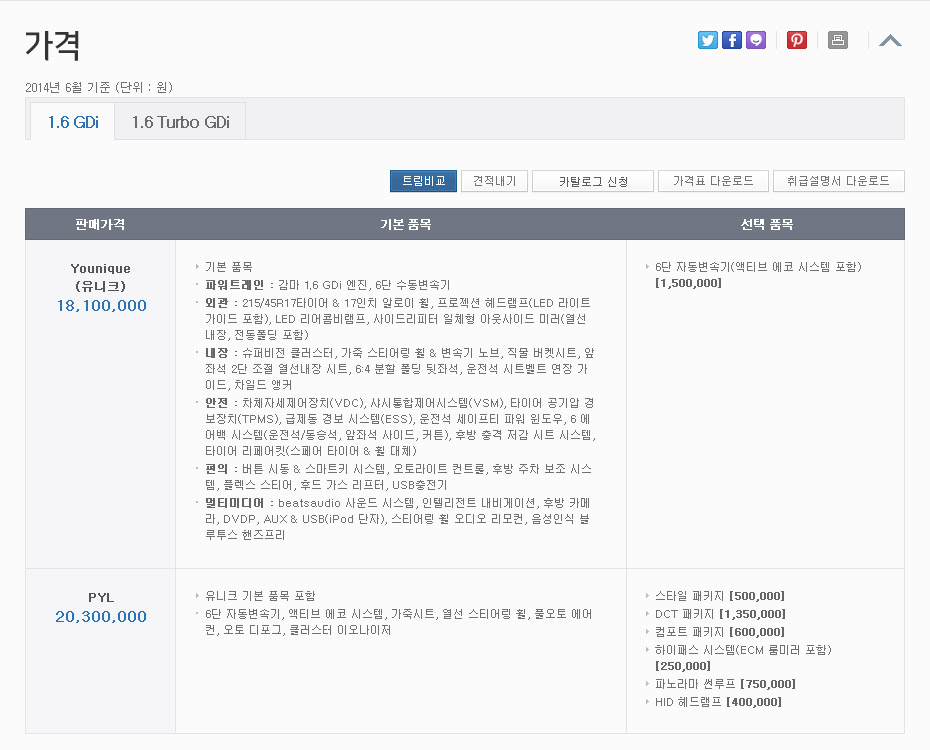 가격
2014년 6월 기준 (단위 : 원)
1.6 GDi
1.6 Turbo GDi
트림비교
견적내기
카탈로그 신청
가격표 다운로드
취급설명서 다운로드
판매가격
기본 품목
선택 품목
Younique
(유니크)
18,100,000
기본 품목
파워트레인 : 감마 1.6 GDi 엔진, 6단 수동변속기
외관 : 215/45R17타이어 & 17인치 알로이 휠, 프로젝션 헤드램프(LED 라이트
가이드 포함), LED 리어콤비램프, 사이드리피터 일체형 아웃사이드 미러(열선
내장, 전동폴딩 포함)
내장 : 슈퍼비전 클러스터, 가죽 스티어링 휠 & 변속기 노브, 직물 버켓시트, 앞
좌석 2단 조절 열선내장 시트, 6:4 분할 폴딩 뒷좌석, 운전석 시트벨트 연장 가
이드, 차일드 앵커
안전 : 차체자세제어장치(VDC), 샤시통합제어시스템(VSM), 타이어 공기압 경
보장치(TPMS), 급제동 경보 시스템(ESS), 운전석 세이프티 파워 윈도우, 6 에
어백 시스템(운전석/동승석, 앞좌석 사이드, 커튼), 후방 충격 저감 시트 시스템,
타이어 리페어킷(스페어 타이어 & 휠 대체)
편의 : 버튼 시동 & 스마트키 시스템, 오토라이트 컨트롤, 후방 주차 보조 시스
템, 플렉스 스티어, 후드 가스 리프터, USB충전기
멀티미디어 : beatsaudio 사운드 시스템, 인텔리전트 내비게이션, 후방 카메
라, DVDP, AUX & USB(iPod 단자), 스티어링 휠 오디오 리모컨, 음성인식 블
루투스 핸즈프리
6단 자동변속기(액티브 에코 시스템 포함)
[1,500,000]
PYL
20,300,000
유니크 기본 품목 포함
6단 자동변속기, 액티브 에코 시스템, 가죽시트, 열선 스티어링 휠, 풀오토 에어
컨, 오토 디포그, 클러스터 이오나이저
스타일 패키지 [500,000]
DCT 패키지 [1,350,000]
컴포트 패키지 [600,000]
하이패스 시스템(ECM 룸미러 포함)
[250,000]
파노라마 썬루프 [750,000]
HID 헤드램프 [400,000]